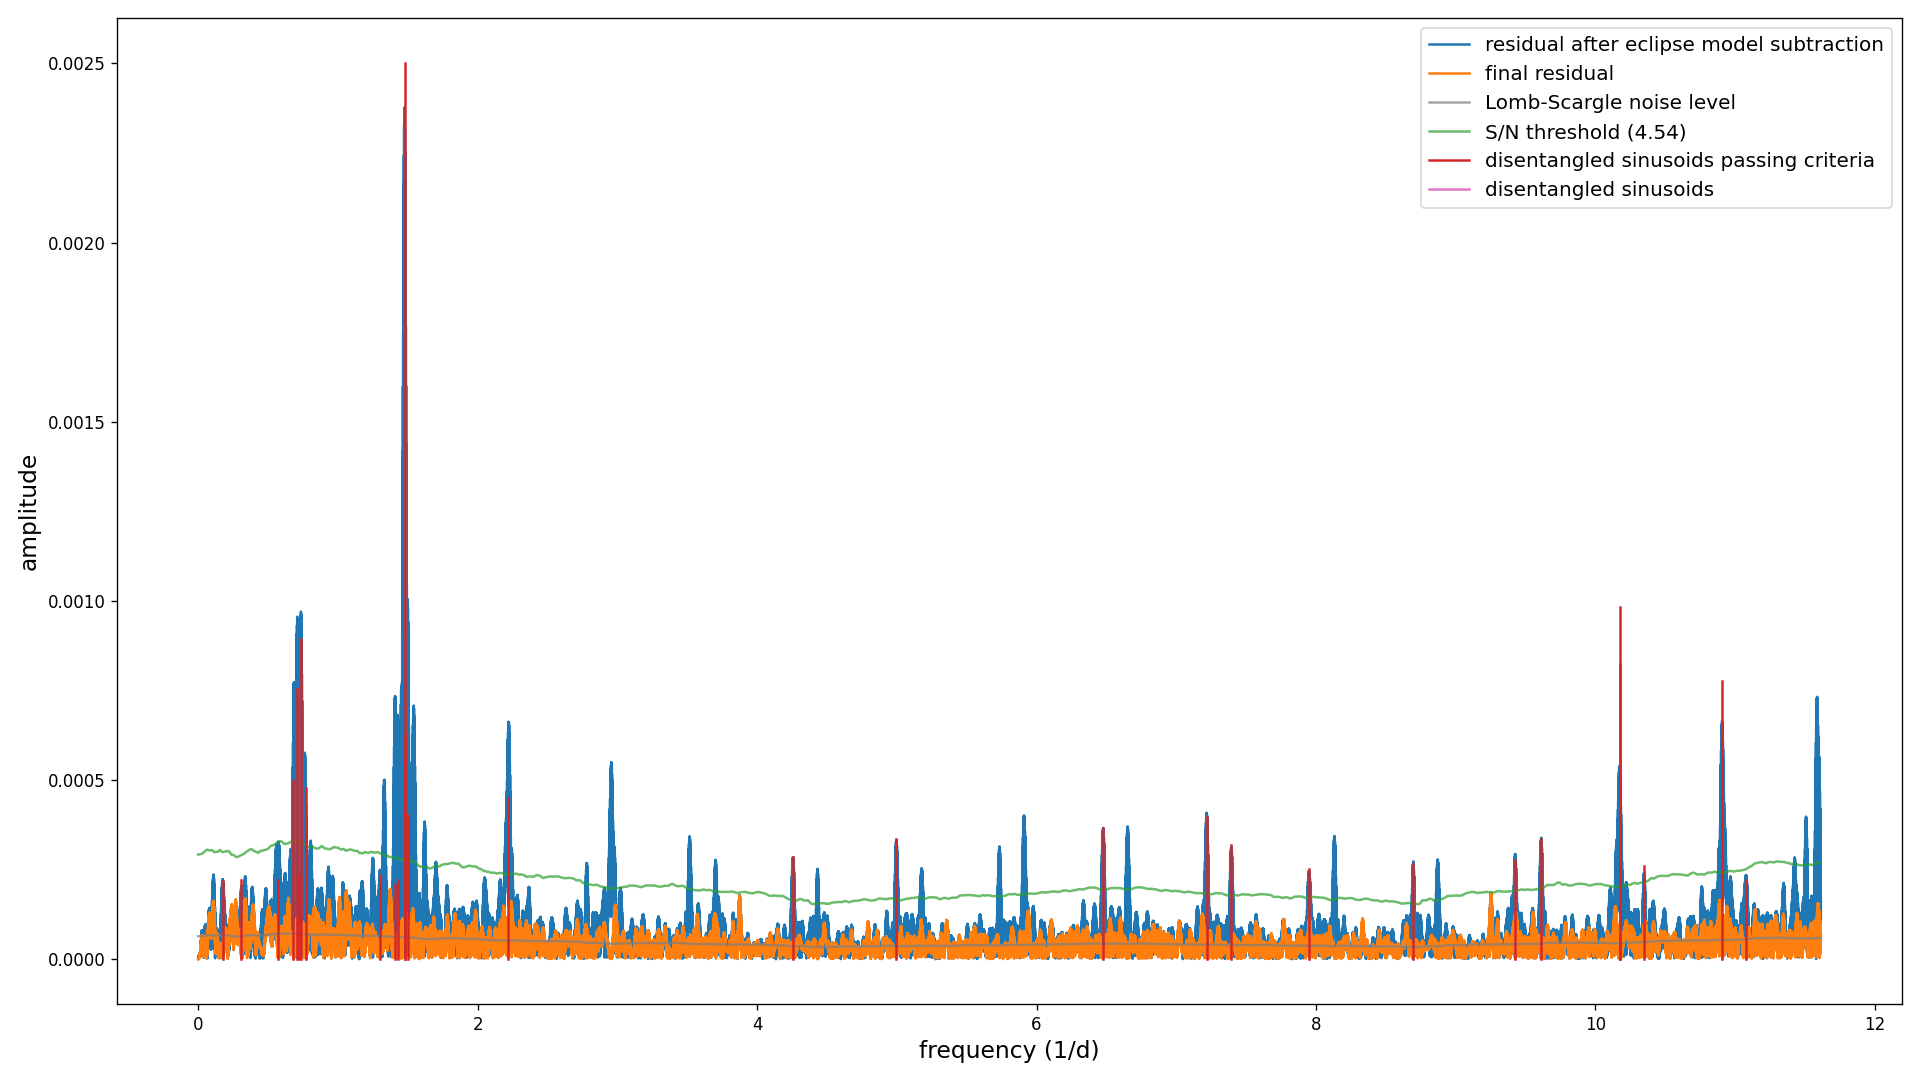 residual after eclipse model subtraction
final residual
Lomb-Scargle noise level
S/N threshold (4.54)
disentangled sinusoids passing criteria
disentangled sinusoids
0.0025
0.0020
0.0015
0.0010
0.0005
0.0000
amplitude
0 2 4 6 8 10 12
frequency (1/d)